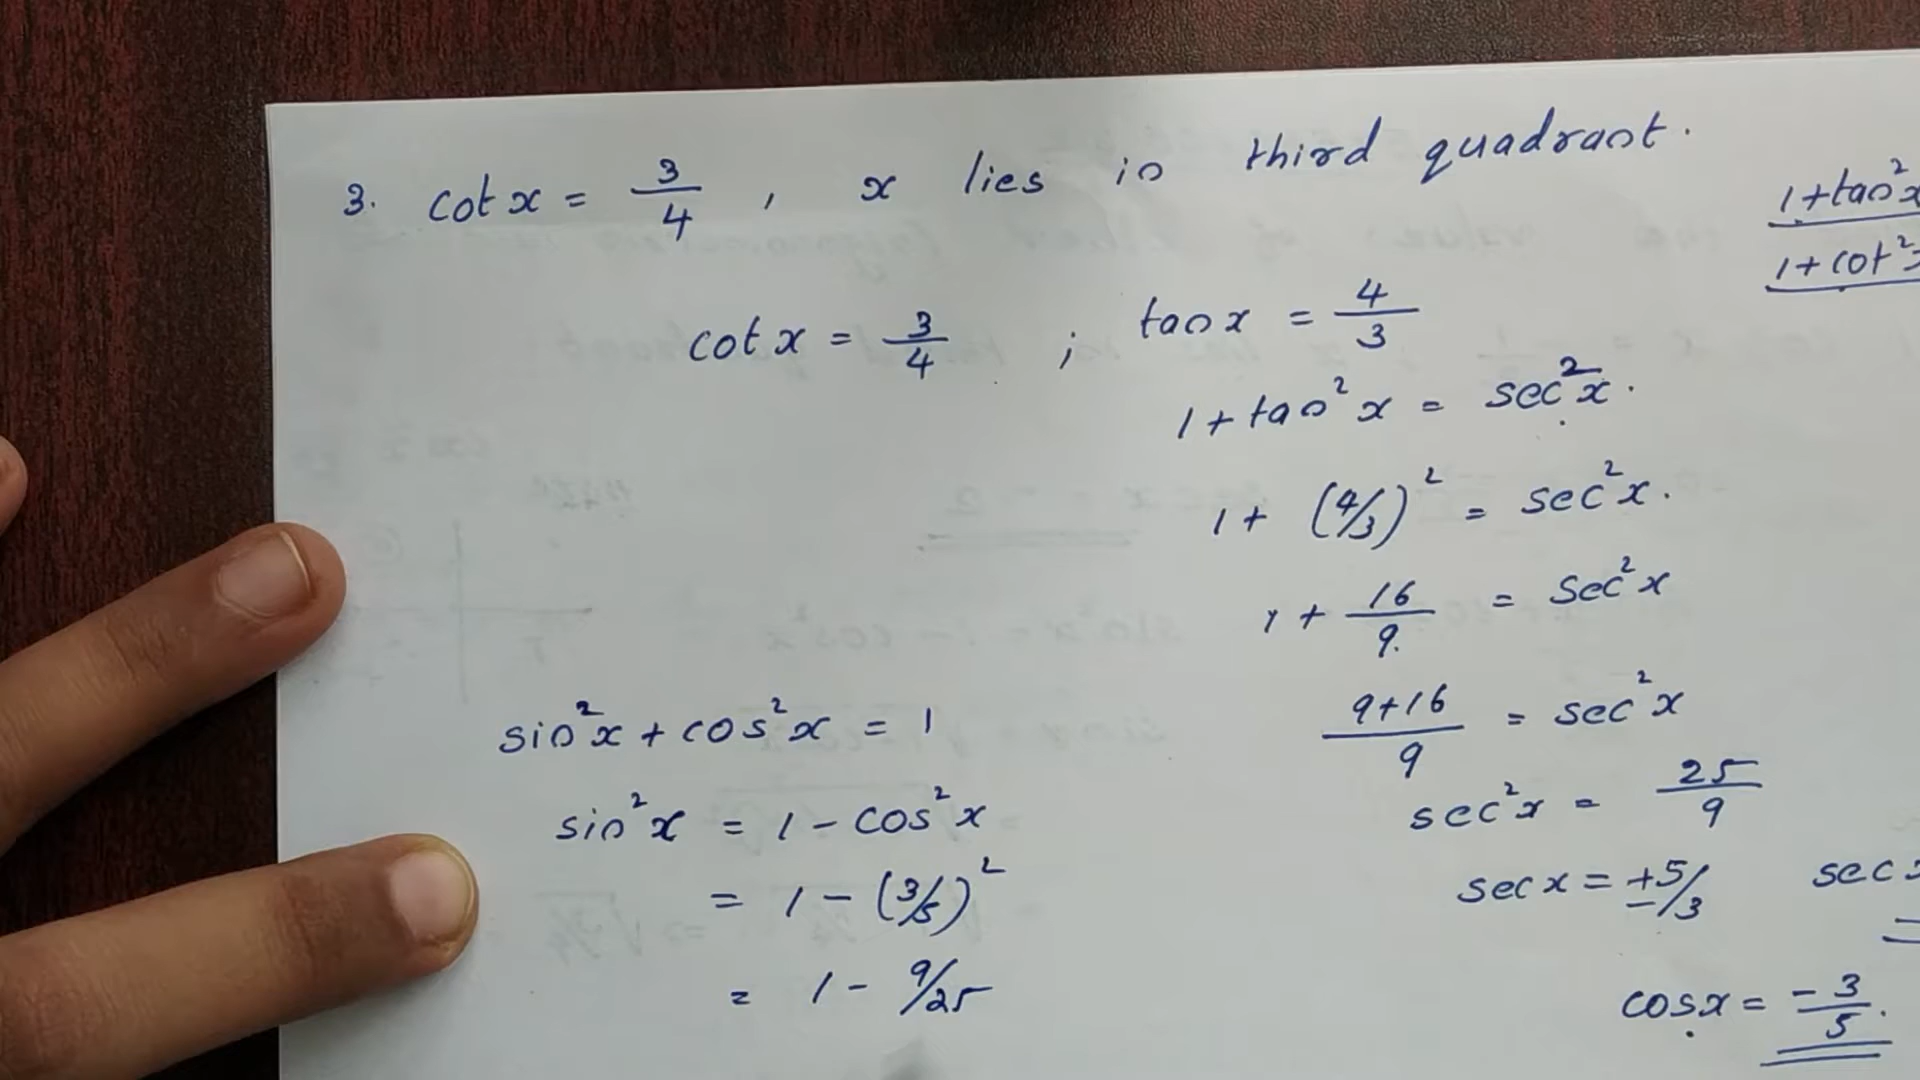 3. cot x = 3/4 , x lies in third quadrant.
1+tan²x
1+cot²
cot x = 3/4 ; tan x = 4/3
1+tan²x = sec²x.
1+ (4/3)² = sec²x.
1 + 16/9. = sec²x
9+16/9 = sec²x
sec²x = 25/9
sec x = ±5/3 sec
cosx = -3/5.
sin²x + cos²x = 1
sin²x = 1 - cos²x
= 1 - (3/5)²
= 1 - 9/25